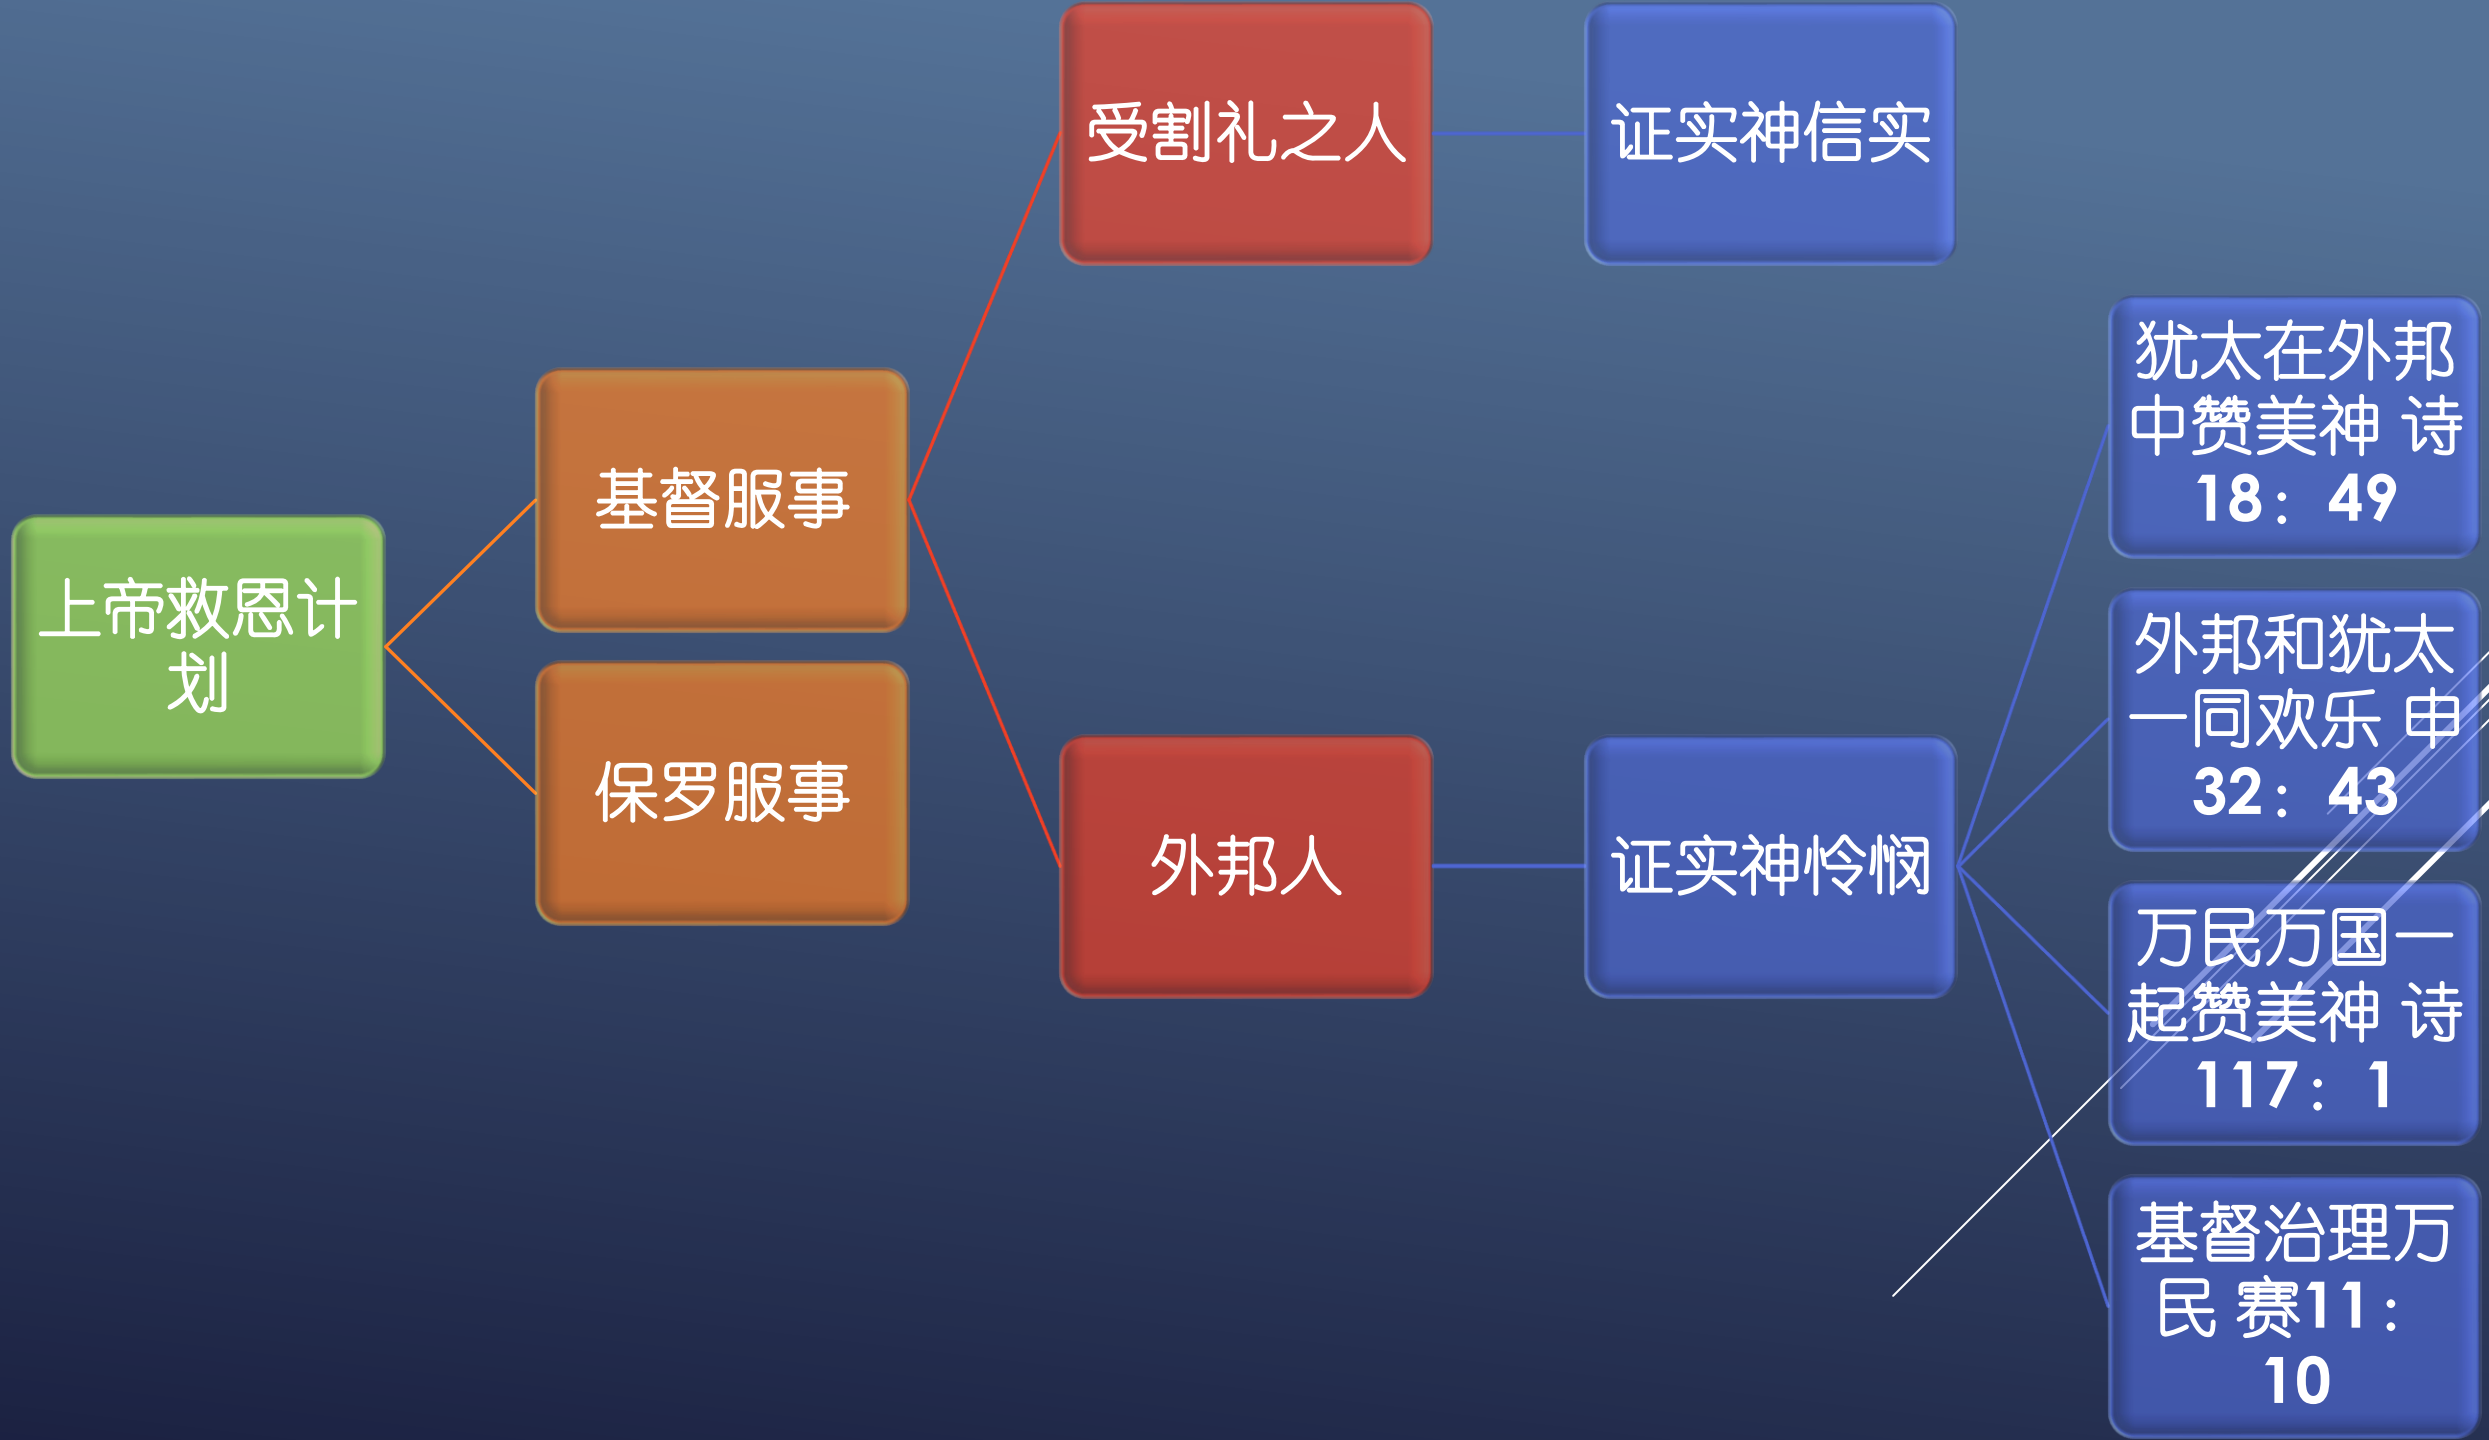 上帝救恩计
划
基督服事
受割礼之人
证实神信实
外邦人
证实神怜悯
犹太在外邦
中赞美神 诗
18：49
外邦和犹太
一同欢乐 申
32：43
万民万国一
起赞美神 诗
117：1
基督治理万
民 赛11：
10
保罗服事